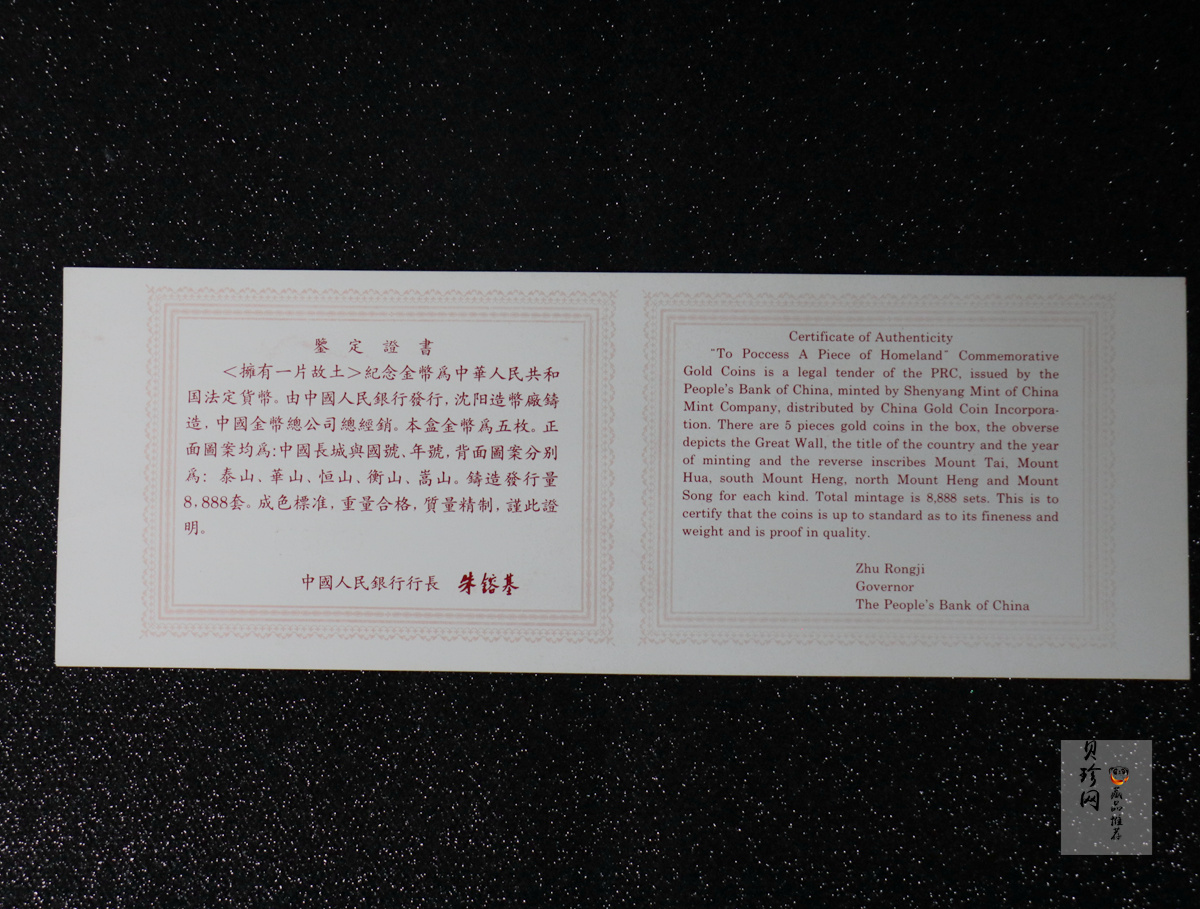 鑒定證書
＜擁有一片故土＞紀念金幣爲中華人民共和
国法定貨幣。由中國人民銀行發行，沈阳造幣廠鑄
造，中國金幣總公司總經銷。本盒金幣爲五枚。正
面圖案均爲：中國長城與國號、年號，背面圖案分别
爲：泰山、華山、恒山、衡山、嵩山。鑄造發行量
8,888套。成色標准，重量合格，質量精制，謹此證
明。
中國人民銀行行長 朱鎔基
Certificate of Authenticity
"To Poccess A Piece of Homeland" Commemorative
Gold Coins is a legal tender of the PRC, issued by the
People's Bank of China, minted by Shenyang Mint of China
Mint Company, distributed by China Gold Coin Incorpora-
tion. There are 5 pieces gold coins in the box, the obverse
depicts the Great Wall, the title of the country and the year
of minting and the reverse inscribes Mount Tai, Mount
Hua, south Mount Heng, north Mount Heng and Mount
Song for each kind. Total mintage is 8,888 sets. This is to
certify that the coins is up to standard as to its fineness and
weight and is proof in quality.
Zhu Rongji
Governor
The People's Bank of China
贝珍网
藏品推荐